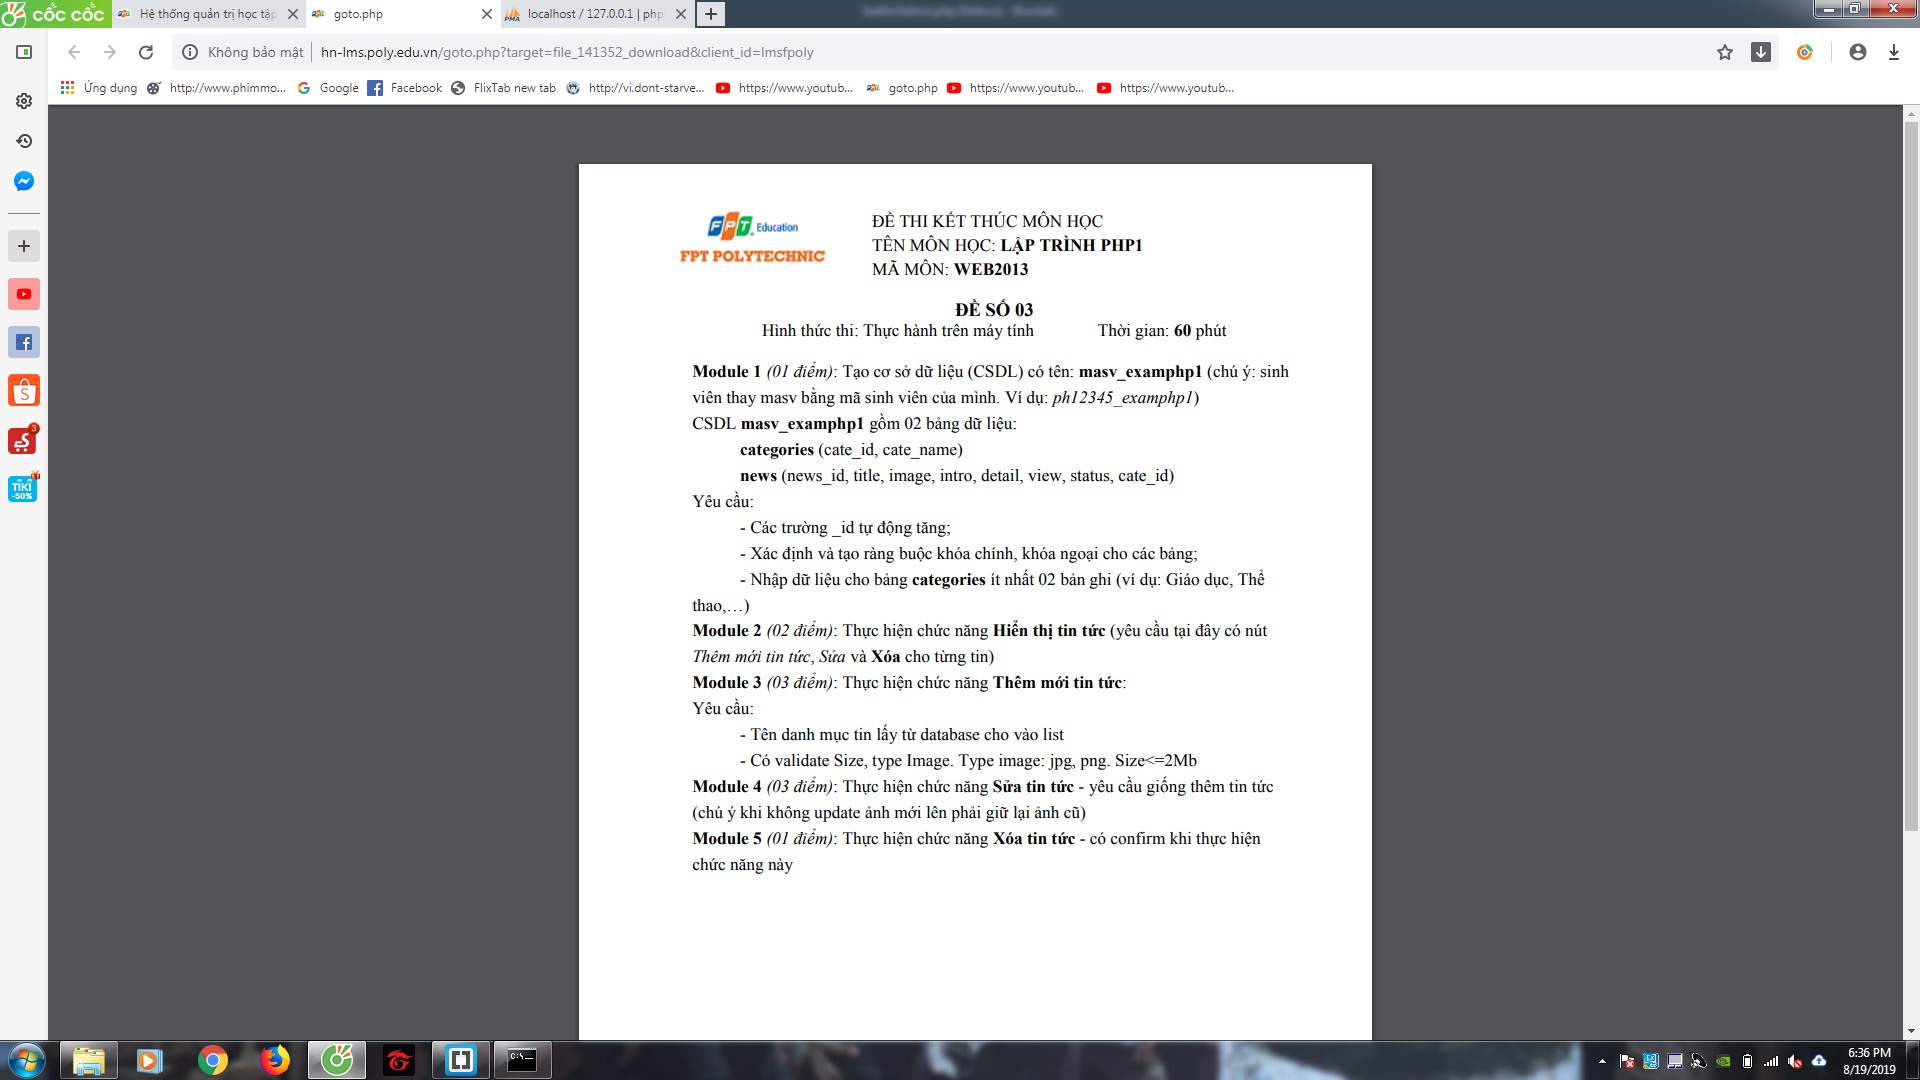 cốc cốc
Hệ thống quản trị học tập
goto.php
localhost / 127.0.0.1 | php
Không bảo mật
hn-lms.poly.edu.vn/goto.php?target=file_141352_download&client_id=lmsfpoly
Ứng dụng
http://www.phimmo...
Google
Facebook
FlixTab new tab
http://vi.dont-starve...
https://www.youtub...
goto.php
https://www.youtub...
https://www.youtub...
FPT Education
FPT POLYTECHNIC
ĐỀ THI KẾT THÚC MÔN HỌC
TÊN MÔN HỌC: LẬP TRÌNH PHP1
MÃ MÔN: WEB2013
ĐỀ SỐ 03
Hình thức thi: Thực hành trên máy tính Thời gian: 60 phút
Module 1 (01 điểm): Tạo cơ sở dữ liệu (CSDL) có tên: masv_examphp1 (chú ý: sinh
viên thay masv bằng mã sinh viên của mình. Ví dụ: ph12345_examphp1)
CSDL masv_examphp1 gồm 02 bảng dữ liệu:
categories (cate_id, cate_name)
news (news_id, title, image, intro, detail, view, status, cate_id)
Yêu cầu:
- Các trường _id tự động tăng;
- Xác định và tạo ràng buộc khóa chính, khóa ngoại cho các bảng;
- Nhập dữ liệu cho bảng categories ít nhất 02 bản ghi (ví dụ: Giáo dục, Thể
thao,…)
Module 2 (02 điểm): Thực hiện chức năng Hiển thị tin tức (yêu cầu tại đây có nút
Thêm mới tin tức, Sửa và Xóa cho từng tin)
Module 3 (03 điểm): Thực hiện chức năng Thêm mới tin tức:
Yêu cầu:
- Tên danh mục tin lấy từ database cho vào list
- Có validate Size, type Image. Type image: jpg, png. Size<=2Mb
Module 4 (03 điểm): Thực hiện chức năng Sửa tin tức - yêu cầu giống thêm tin tức
(chú ý khi không update ảnh mới lên phải giữ lại ảnh cũ)
Module 5 (01 điểm): Thực hiện chức năng Xóa tin tức - có confirm khi thực hiện
chức năng này
3
TIKI
-50%
6:36 PM
8/19/2019